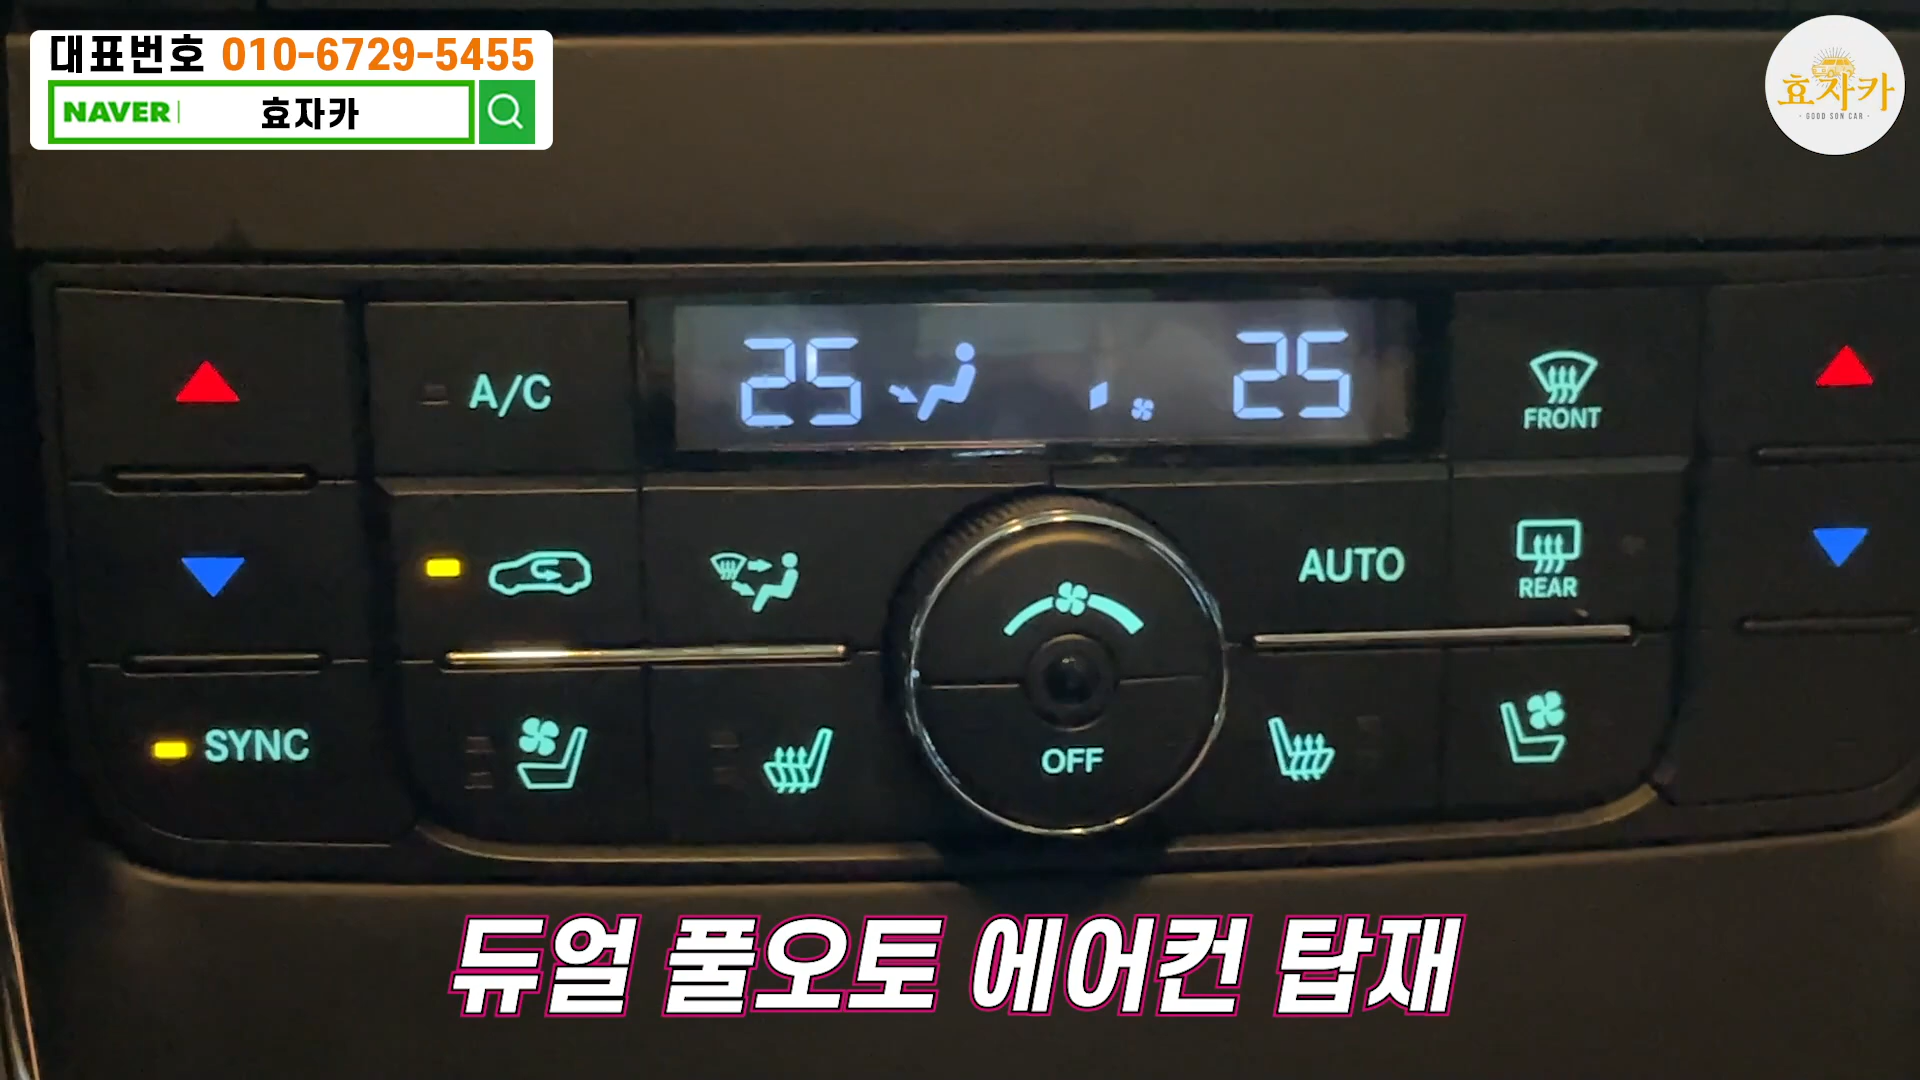 대표번호 010-6729-5455
NAVER 효자카
효자카
- GOOD SON CAR -
25 25
A/C
FRONT
AUTO
REAR
SYNC
OFF
듀얼 풀오토 에어컨 탑재